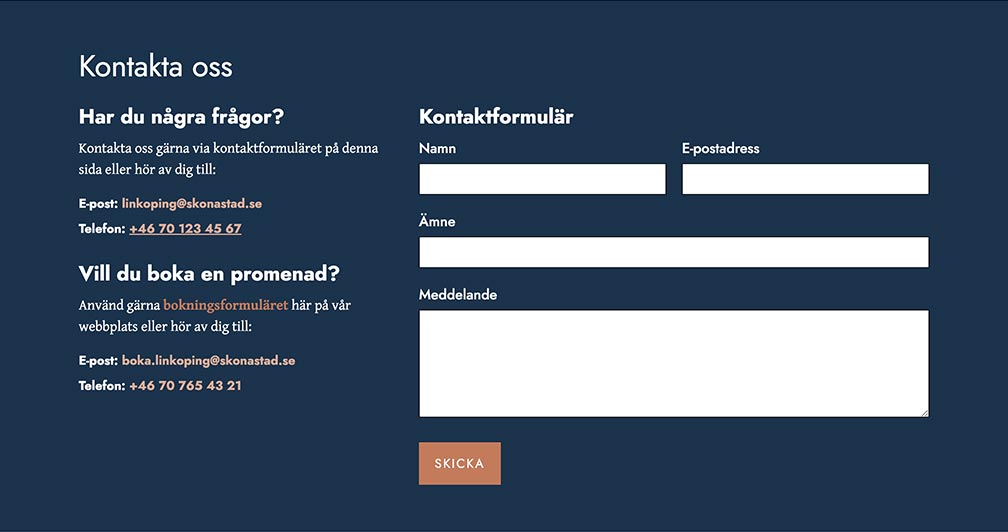 Kontakta oss
Har du några frågor?
Kontakta oss gärna via kontaktformuläret på denna
sida eller hör av dig till:
E-post: linkoping@skonastad.se
Telefon: +46 70 123 45 67
Vill du boka en promenad?
Använd gärna bokningsformuläret här på vår
webbplats eller hör av dig till:
E-post: boka.linkoping@skonastad.se
Telefon: +46 70 765 43 21
Kontaktformulär
Namn
E-postadress
Ämne
Meddelande
SKICKA